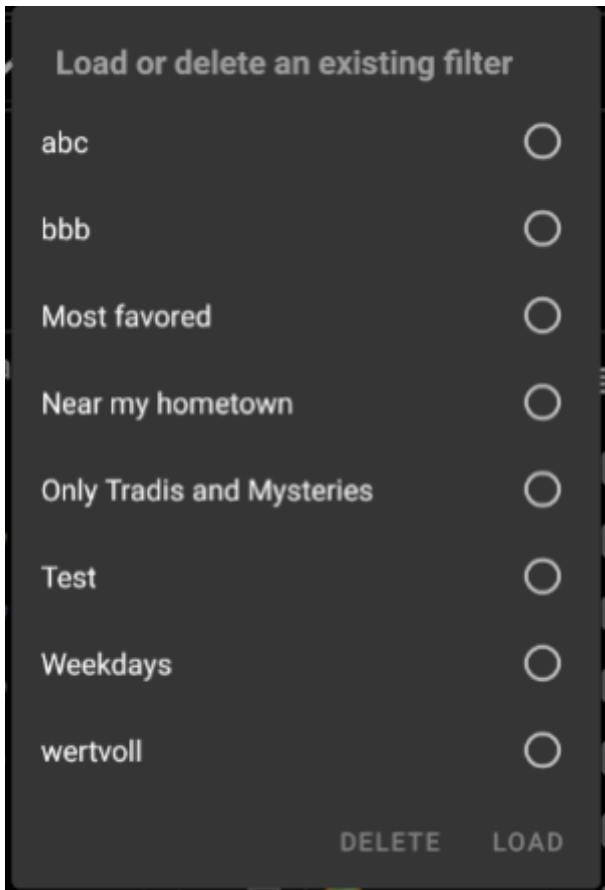 Load or delete an existing filter
abc
bbb
Most favored
Near my hometown
Only Tradis and Mysteries
Test
Weekdays
wertvoll
DELETE LOAD